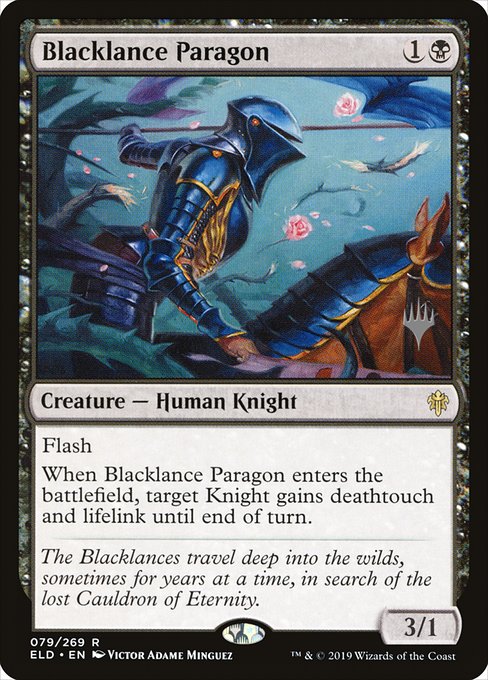 Blacklance Paragon 1
Creature — Human Knight
Flash
When Blacklance Paragon enters the
battlefield, target Knight gains deathtouch
and lifelink until end of turn.
The Blacklances travel deep into the wilds,
sometimes for years at a time, in search of the
lost Cauldron of Eternity.
3/1
079/269 R
ELD • EN Victor Adame Minguez ™ & © 2019 Wizards of the Coast